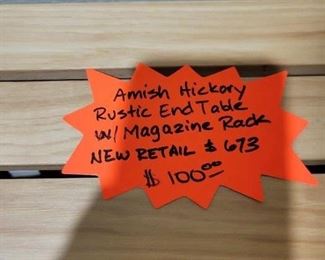 Amish Hickory
Rustic End Table
w/ Magazine Rack
NEW RETAIL $673
$100.00